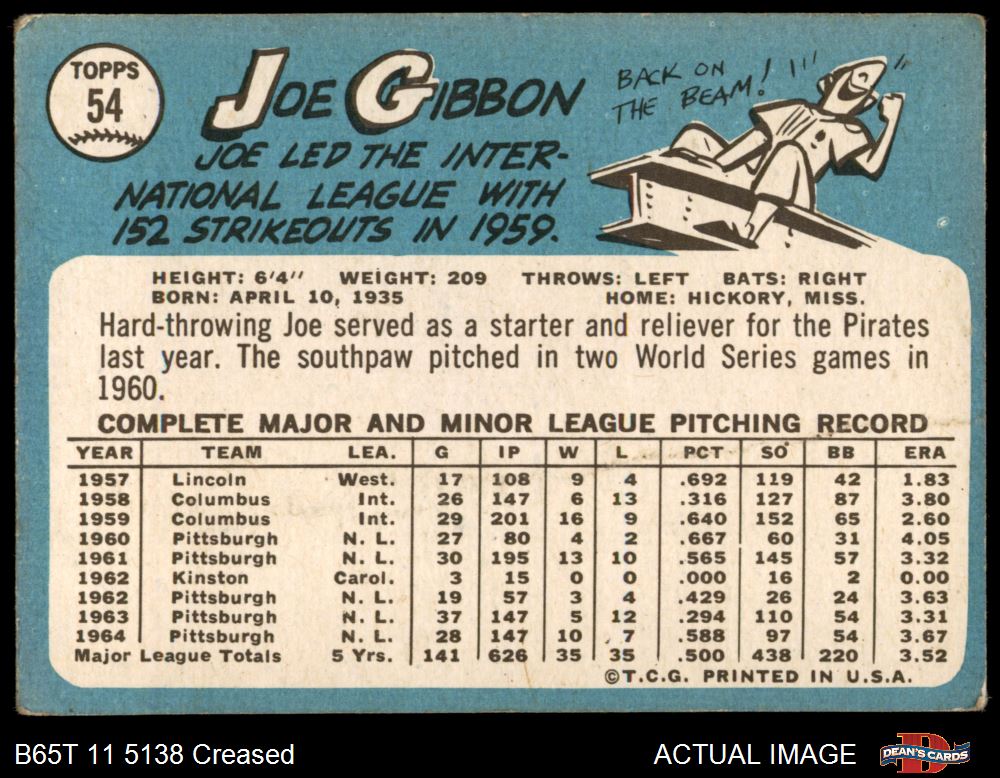 TOPPS
54
JOE GIBBON
JOE LED THE INTER-
NATIONAL LEAGUE WITH
152 STRIKEOUTS IN 1959.
BACK ON
THE BEAM!
HEIGHT: 6'4" WEIGHT: 209 THROWS: LEFT BATS: RIGHT
BORN: APRIL 10, 1935 HOME: HICKORY, MISS.
Hard-throwing Joe served as a starter and reliever for the Pirates
last year. The southpaw pitched in two World Series games in
1960.
COMPLETE MAJOR AND MINOR LEAGUE PITCHING RECORD
YEAR TEAM LEA. G IP W L PCT SO BB ERA
1957 Lincoln West. 17 108 9 4 .692 119 42 1.83
1958 Columbus Int. 26 147 6 13 .316 127 87 3.80
1959 Columbus Int. 29 201 16 9 .640 152 65 2.60
1960 Pittsburgh N. L. 27 80 4 2 .667 60 31 4.05
1961 Pittsburgh N. L. 30 195 13 10 .565 145 57 3.32
1962 Kinston Carol. 3 15 0 0 .000 16 2 0.00
1962 Pittsburgh N. L. 19 57 3 4 .429 26 24 3.63
1963 Pittsburgh N. L. 37 147 5 12 .294 110 54 3.31
1964 Pittsburgh N. L. 28 147 10 7 .588 97 54 3.67
Major League Totals 5 Yrs. 141 626 35 35 .500 438 220 3.52
©T.C.G. PRINTED IN U.S.A.
B65T 11 5138 Creased
ACTUAL IMAGE
DEAN'S CARDS